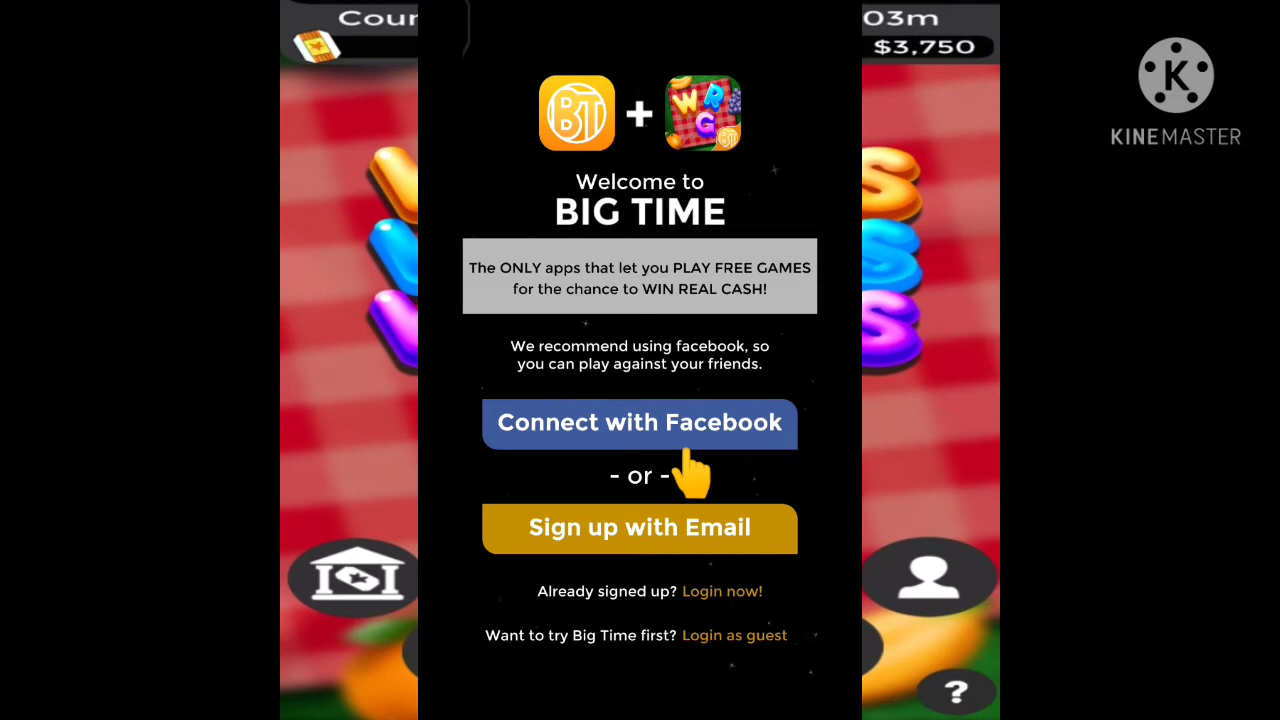 Cour
03m
$3,750
K
KINEMASTER
BT
+
W R
G
BT
Welcome to
BIG TIME
The ONLY apps that let you PLAY FREE GAMES
for the chance to WIN REAL CASH!
We recommend using facebook, so
you can play against your friends.
Connect with Facebook
- or -
Sign up with Email
Already signed up? Login now!
Want to try Big Time first? Login as guest
?